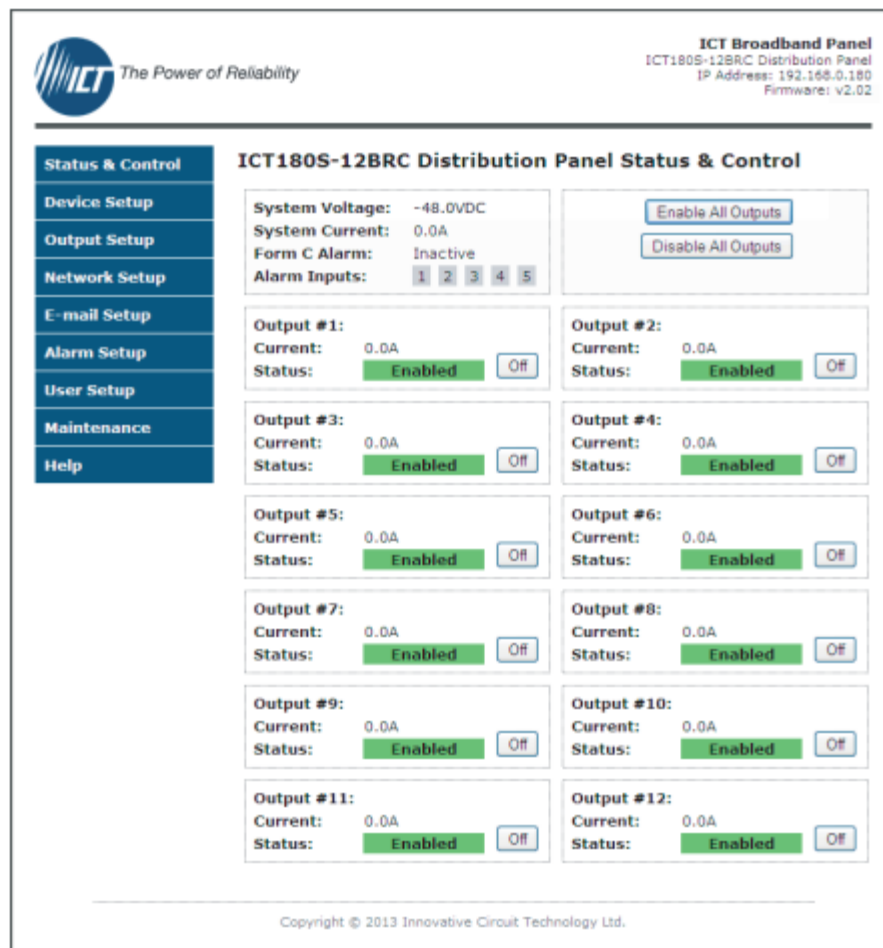 ICT The Power of Reliability
ICT Broadband Panel
ICT180S-12BRC Distribution Panel
IP Address: 192.168.0.180
Firmware: v2.02
Status & Control
Device Setup
Output Setup
Network Setup
E-mail Setup
Alarm Setup
User Setup
Maintenance
Help
ICT180S-12BRC Distribution Panel Status & Control
System Voltage: -48.0VDC
System Current: 0.0A
Form C Alarm: Inactive
Alarm Inputs: 1 2 3 4 5
Enable All Outputs
Disable All Outputs
Output #1:
Current: 0.0A
Status: Enabled Off
Output #2:
Current: 0.0A
Status: Enabled Off
Output #3:
Current: 0.0A
Status: Enabled Off
Output #4:
Current: 0.0A
Status: Enabled Off
Output #5:
Current: 0.0A
Status: Enabled Off
Output #6:
Current: 0.0A
Status: Enabled Off
Output #7:
Current: 0.0A
Status: Enabled Off
Output #8:
Current: 0.0A
Status: Enabled Off
Output #9:
Current: 0.0A
Status: Enabled Off
Output #10:
Current: 0.0A
Status: Enabled Off
Output #11:
Current: 0.0A
Status: Enabled Off
Output #12:
Current: 0.0A
Status: Enabled Off
Copyright © 2013 Innovative Circuit Technology Ltd.